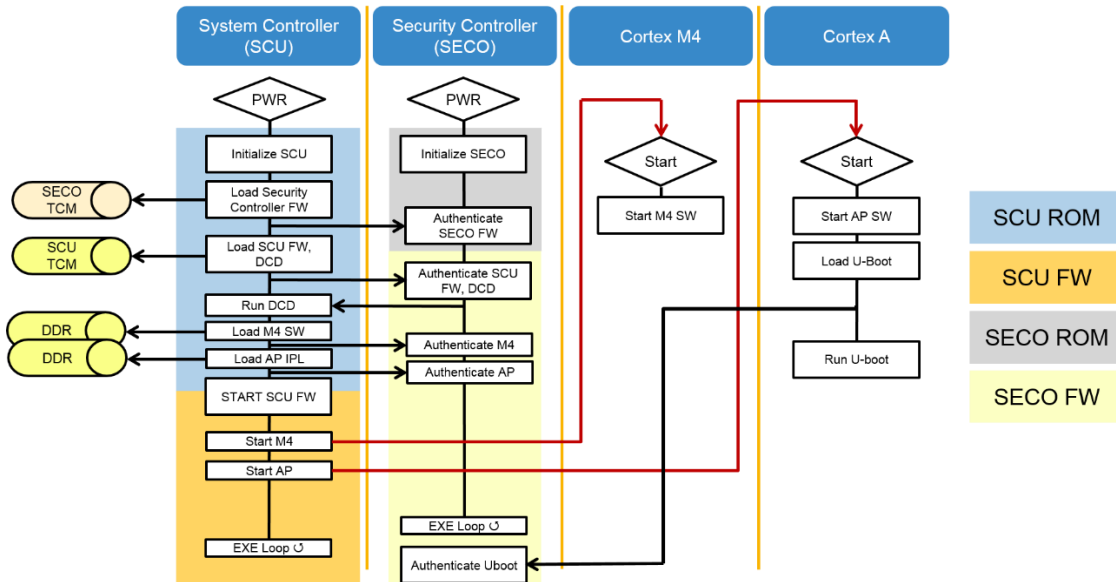 System Controller
(SCU)
Security Controller
(SECO)
Cortex M4
Cortex A
PWR
PWR
Initialize SCU
Initialize SECO
Start
Start
SECO
TCM
Load Security
Controller FW
Start M4 SW
Start AP SW
Authenticate
SECO FW
SCU ROM
SCU
TCM
Load SCU FW,
DCD
Load U-Boot
Authenticate SCU
FW, DCD
SCU FW
Run DCD
DDR
Load M4 SW
Authenticate M4
SECO ROM
DDR
Load AP IPL
Authenticate AP
Run U-boot
START SCU FW
SECO FW
Start M4
Start AP
EXE Loop ↺
EXE Loop ↺
Authenticate Uboot